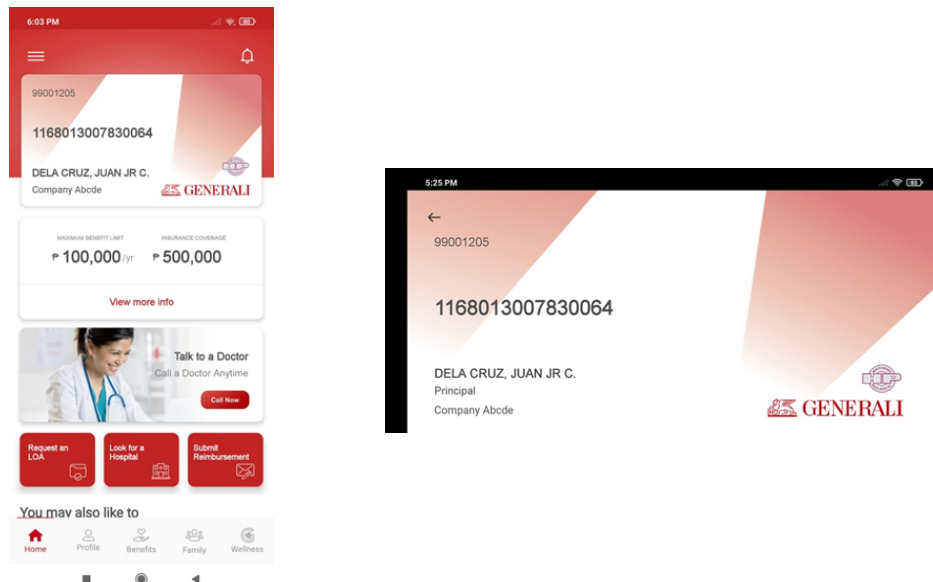 6:03 PM
99001205
1168013007830064
DELA CRUZ, JUAN JR C.
Company Abcde
GENERALI
MAXIMUM BENEFIT LIMIT
INSURANCE COVERAGE
₱ 100,000/yr
₱ 500,000
View more info
Talk to a Doctor
Call a Doctor Anytime
Call Now
Request an
LOA
Look for a
Hospital
Submit
Reimbursement
You may also like to
Home
Profile
Benefits
Family
Wellness
5:25 PM
99001205
1168013007830064
DELA CRUZ, JUAN JR C.
Principal
Company Abcde
GENERALI